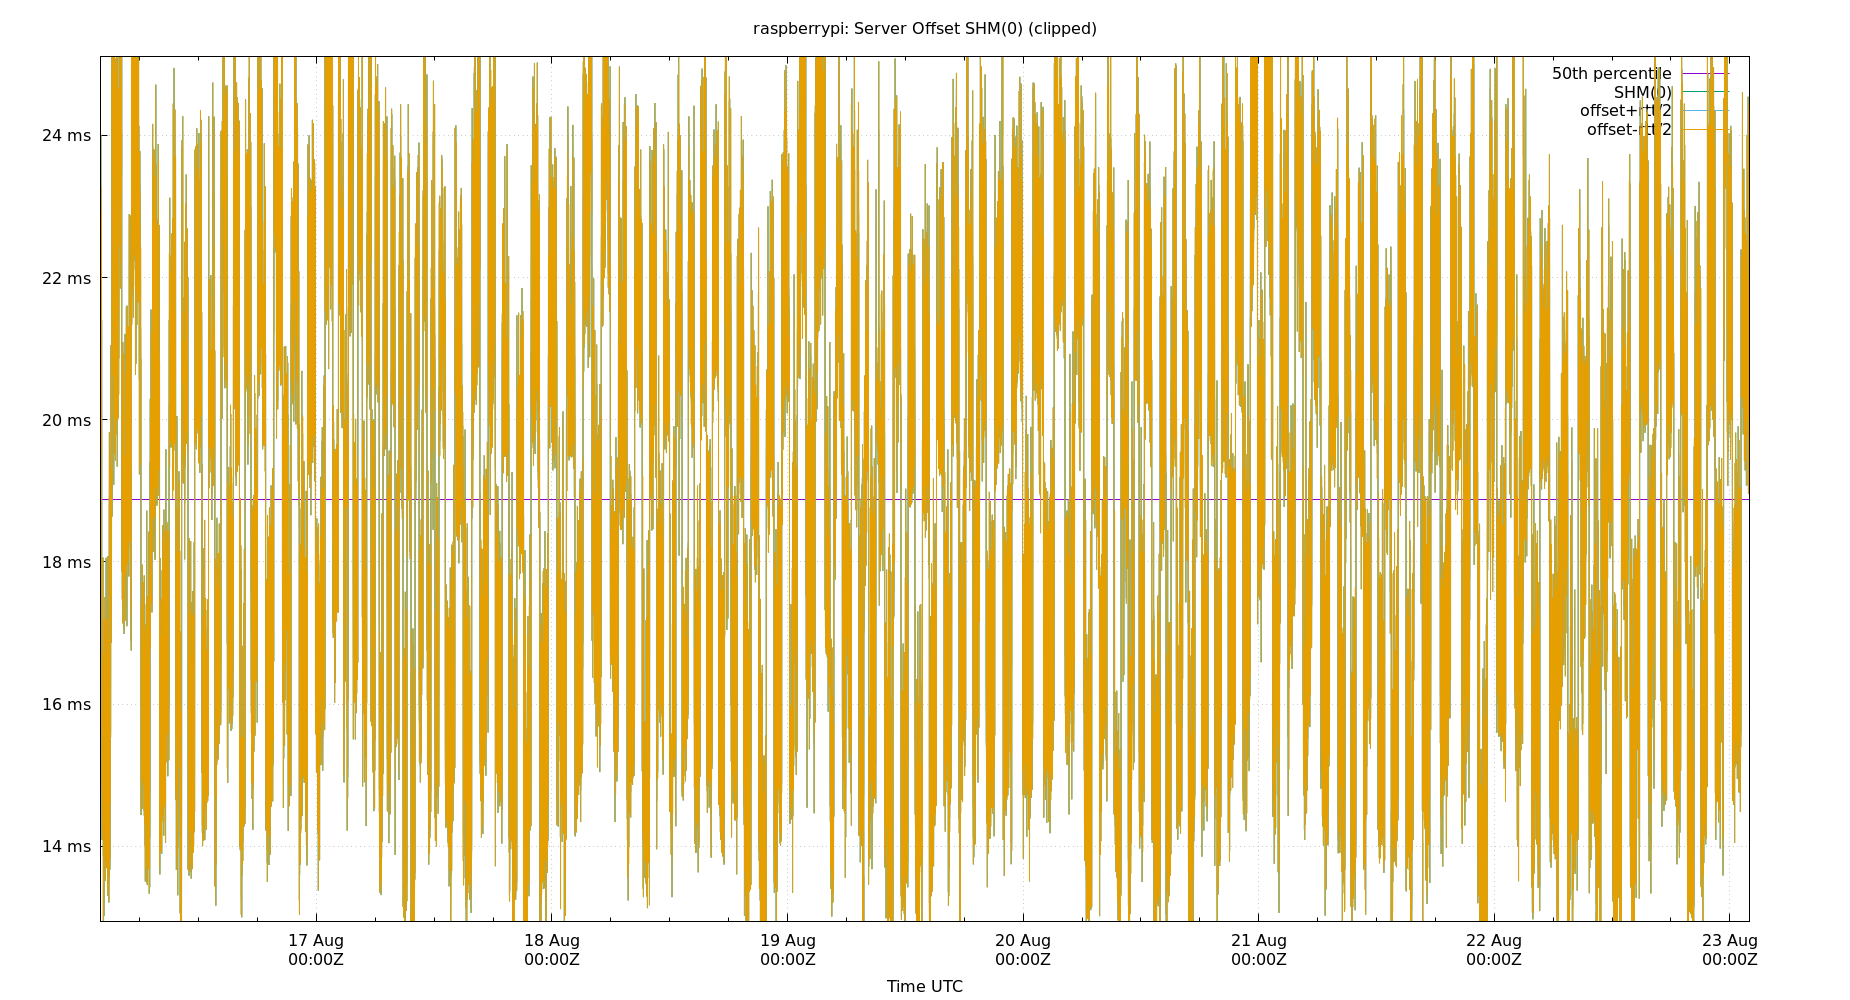 raspberrypi: Server Offset SHM(0) (clipped)
50th percentile
SHM(0)
offset+rtt/2
offset-rtt/2
24 ms
22 ms
20 ms
18 ms
16 ms
14 ms
17 Aug 18 Aug 19 Aug 20 Aug 21 Aug 22 Aug 23 Aug
00:00Z 00:00Z 00:00Z 00:00Z 00:00Z 00:00Z 00:00Z
Time UTC